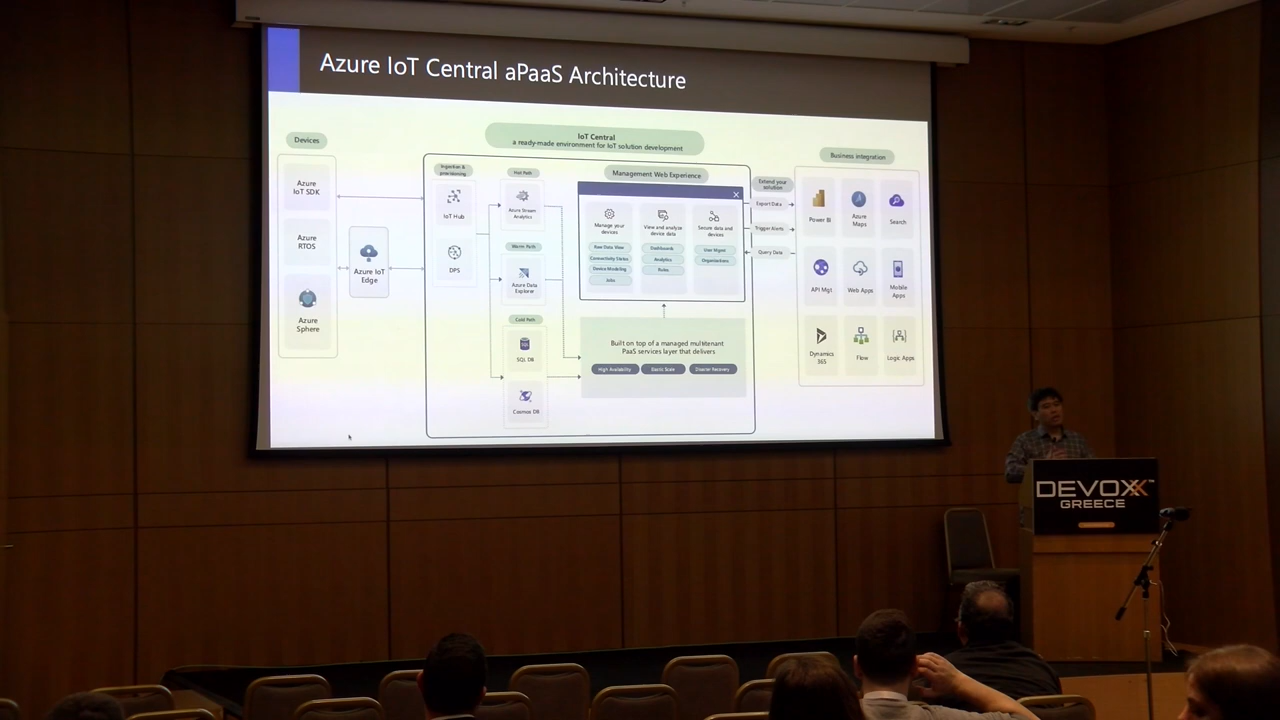 Azure IoT Central aPaaS Architecture
Devices
Azure
IoT SDK
Azure
RTOS
Azure
Sphere
Azure IoT
Edge
IoT Central
a ready-made environment for IoT solution development
Ingestion &
provisioning
IoT Hub
DPS
Hot Path
Azure Stream
Analytics
Warm Path
Azure Data
Explorer
Cold Path
SQL DB
Cosmos DB
Management Web Experience
Manage your
devices
Raw Data View
Connectivity Status
Device Modeling
Jobs
View and analyze
device data
Dashboards
Analytics
Rules
Secure data and
devices
User Mgmt
Organizations
Built on top of a managed multitenant
PaaS services layer that delivers
High Availability
Elastic Scale
Disaster Recovery
Extend your
solution
Export Data
Trigger Alerts
Query Data
Business integration
Power BI
Azure
Maps
Search
API Mgt
Web Apps
Mobile
Apps
Dynamics
365
Flow
Logic Apps
DEVOXX™
GREECE